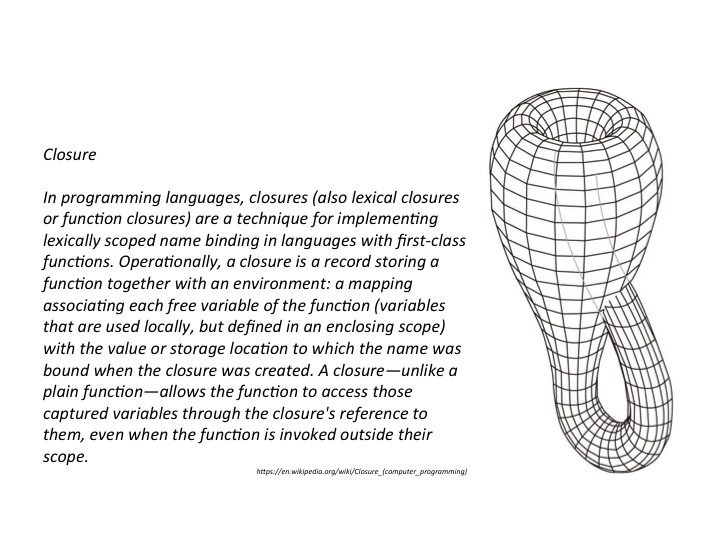 Closure
In programming languages, closures (also lexical closures
or function closures) are a technique for implementing
lexically scoped name binding in languages with first-class
functions. Operationally, a closure is a record storing a
function together with an environment: a mapping
associating each free variable of the function (variables
that are used locally, but defined in an enclosing scope)
with the value or storage location to which the name was
bound when the closure was created. A closure—unlike a
plain function—allows the function to access those
captured variables through the closure's reference to
them, even when the function is invoked outside their
scope.
https://en.wikipedia.org/wiki/Closure_(computer_programming)